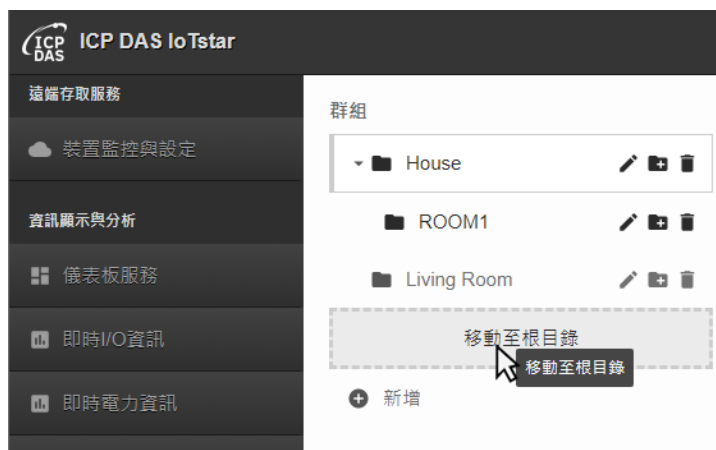 ICP DAS
ICP DAS IoTstar
遠端存取服務
裝置監控與設定
資訊顯示與分析
儀表板服務
即時I/O資訊
即時電力資訊
群組
House
ROOM1
Living Room
移動至根目錄
移動至根目錄
新增